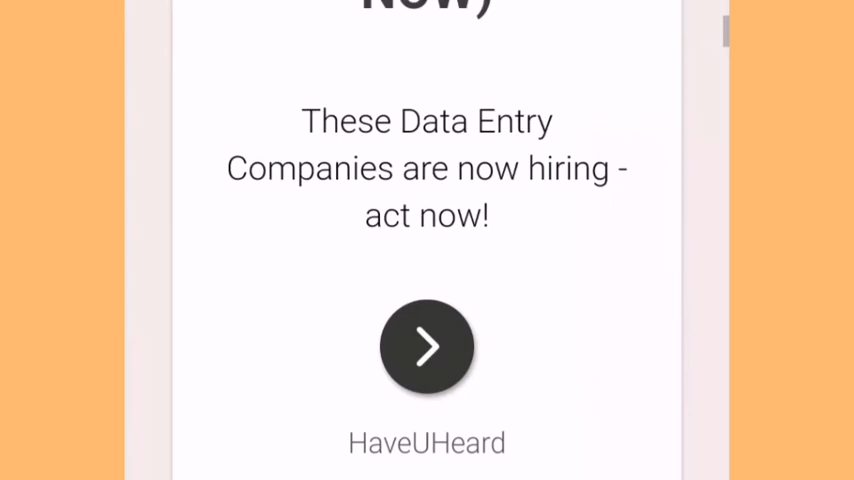 Now)
These Data Entry
Companies are now hiring -
act now!
HaveUHeard